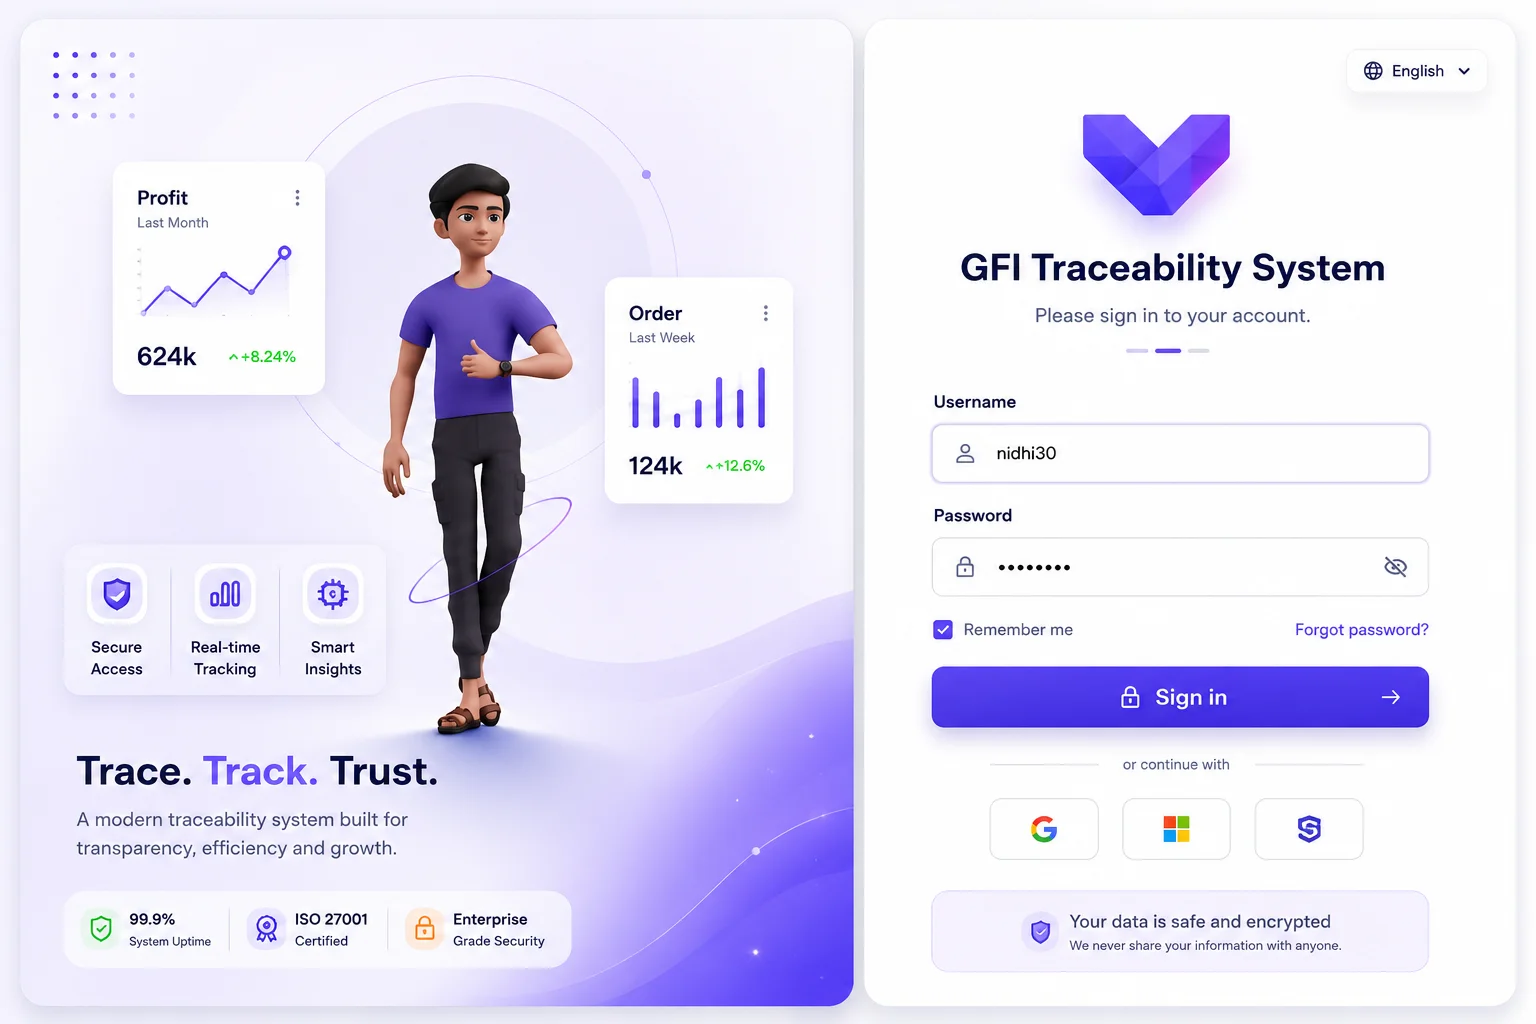 Profit
Last Month
624k
+8.24%
Order
Last Week
124k
+12.6%
Secure
Access
Real-time
Tracking
Smart
Insights
Trace. Track. Trust.
A modern traceability system built for
transparency, efficiency and growth.
99.9%
System Uptime
ISO 27001
Certified
Enterprise
Grade Security
English
GFI Traceability System
Please sign in to your account.
Username
nidhi30
Password
••••••••
Remember me
Forgot password?
Sign in
or continue with
Your data is safe and encrypted
We never share your information with anyone.